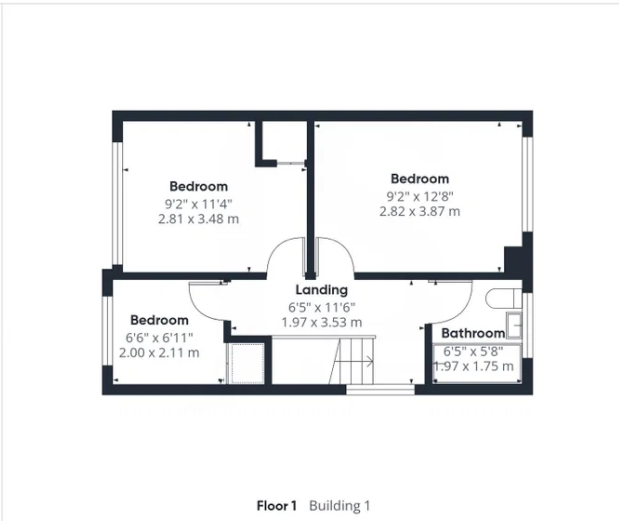 Bedroom
9'2" x 11'4"
2.81 x 3.48 m
Bedroom
9'2" x 12'8"
2.82 x 3.87 m
Landing
6'5" x 11'6"
1.97 x 3.53 m
Bedroom
6'6" x 6'11"
2.00 x 2.11 m
Bathroom
6'5" x 5'8"
1.97 x 1.75 m
Floor 1 Building 1